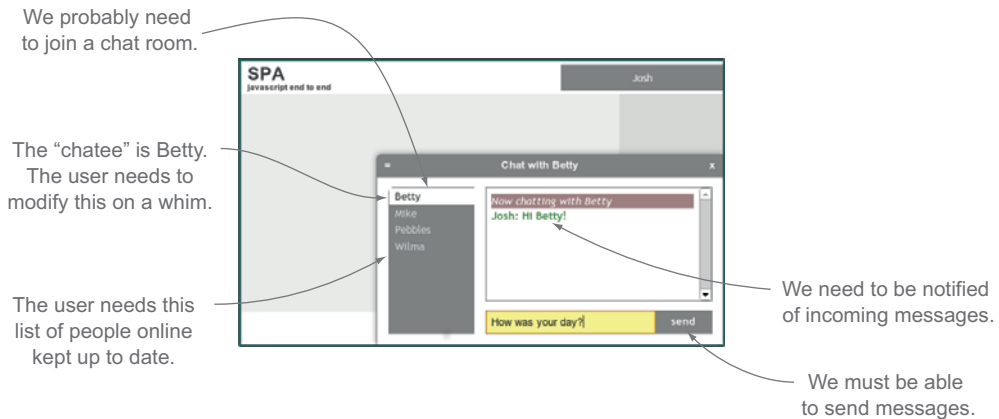 We probably need
to join a chat room.
SPA
javascript end to end
Josh
The “chatee” is Betty.
The user needs to
modify this on a whim.
=
Chat with Betty
x
Betty
Mike
Pebbles
Wilma
Now chatting with Betty
Josh: Hi Betty!
The user needs this
list of people online
kept up to date.
We need to be notified
of incoming messages.
How was your day?
send
We must be able
to send messages.